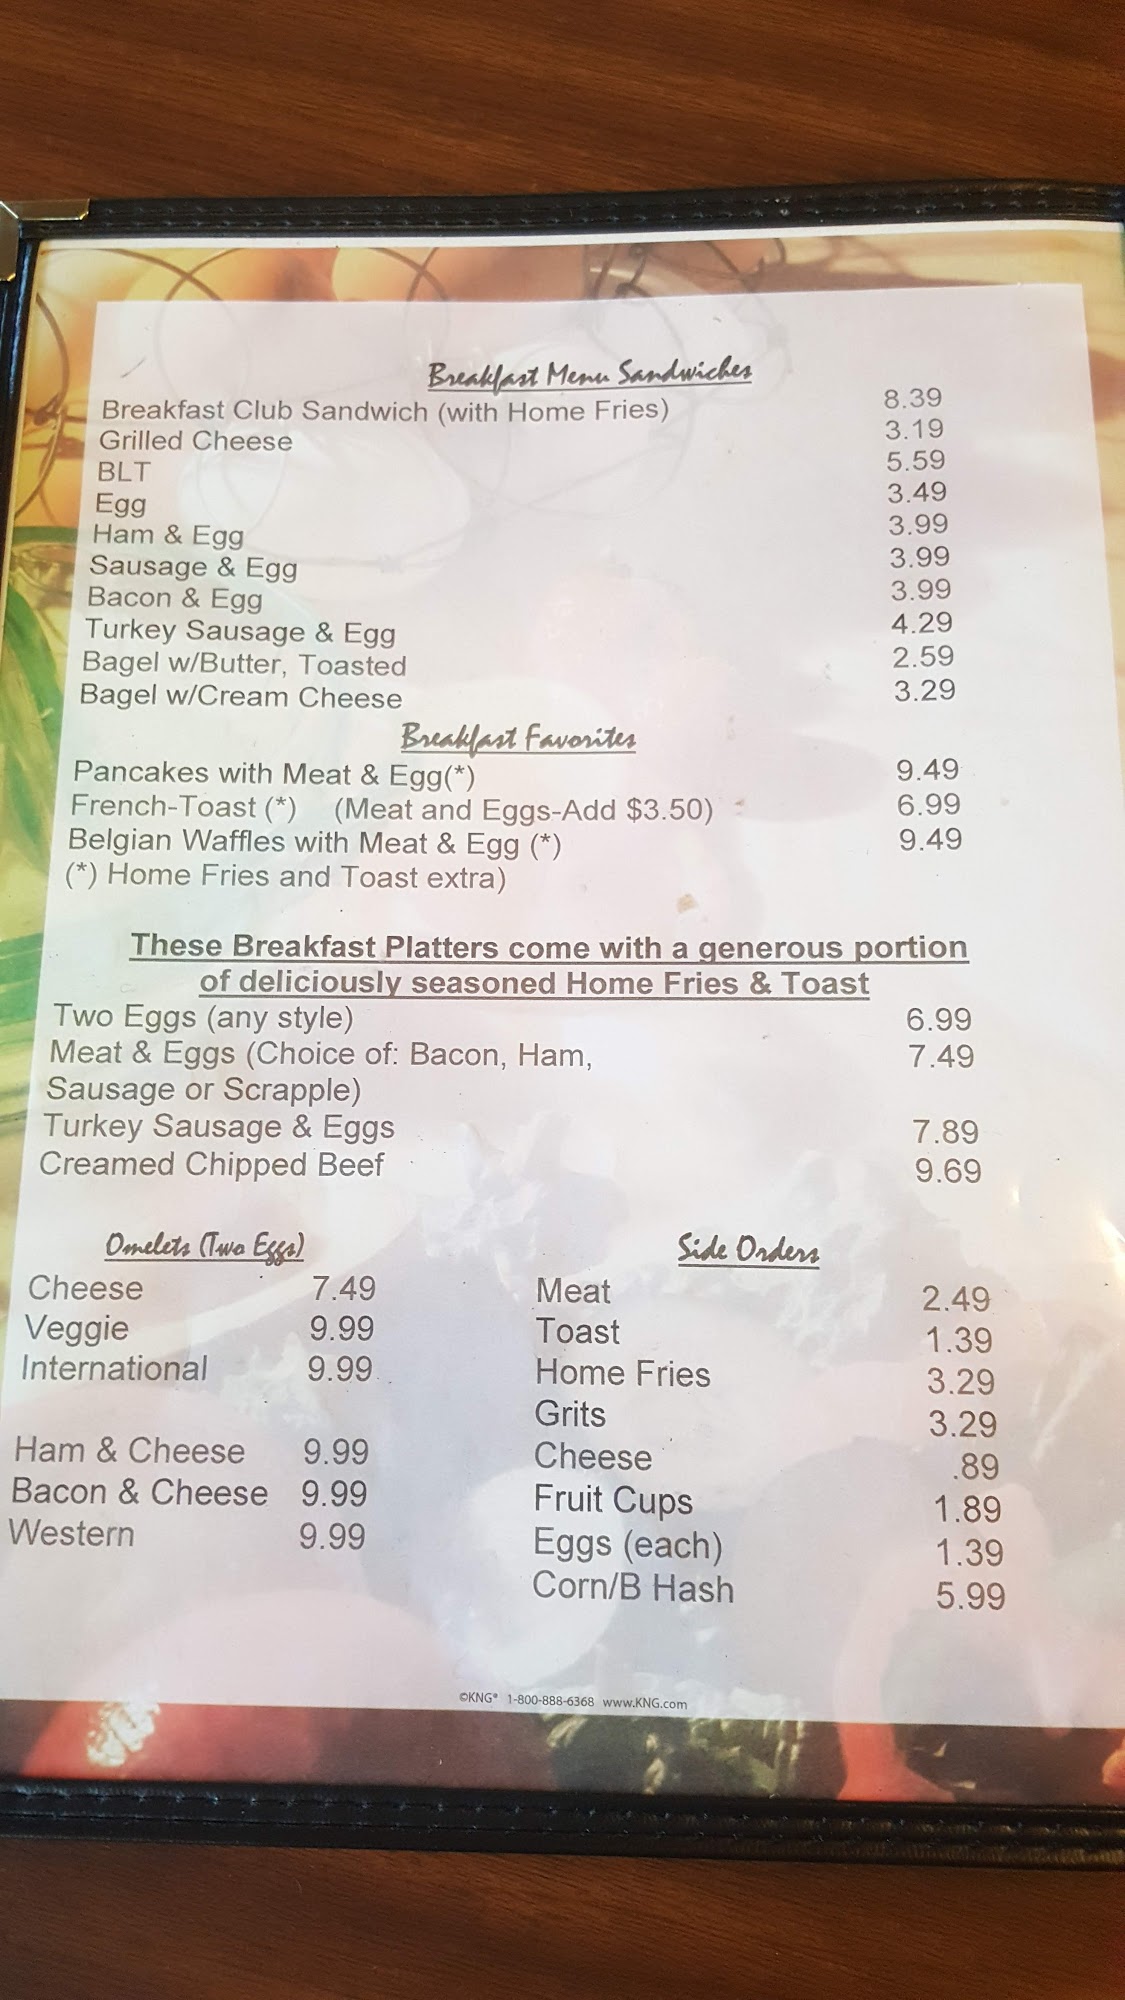 Breakfast Menu Sandwiches
Breakfast Club Sandwich (with Home Fries) 8.39
Grilled Cheese 3.19
BLT 5.59
Egg 3.49
Ham & Egg 3.99
Sausage & Egg 3.99
Bacon & Egg 3.99
Turkey Sausage & Egg 4.29
Bagel w/Butter, Toasted 2.59
Bagel w/Cream Cheese 3.29
Breakfast Favorites
Pancakes with Meat & Egg(*) 9.49
French-Toast (*) (Meat and Eggs-Add $3.50) 6.99
Belgian Waffles with Meat & Egg (*) 9.49
(*) Home Fries and Toast extra)
These Breakfast Platters come with a generous portion
of deliciously seasoned Home Fries & Toast
Two Eggs (any style) 6.99
Meat & Eggs (Choice of: Bacon, Ham, 7.49
Sausage or Scrapple)
Turkey Sausage & Eggs 7.89
Creamed Chipped Beef 9.69
Omelets (Two Eggs)
Cheese 7.49
Veggie 9.99
International 9.99
Ham & Cheese 9.99
Bacon & Cheese 9.99
Western 9.99
Side Orders
Meat 2.49
Toast 1.39
Home Fries 3.29
Grits 3.29
Cheese .89
Fruit Cups 1.89
Eggs (each) 1.39
Corn/B Hash 5.99
©KNG® 1-800-888-6368 www.KNG.com